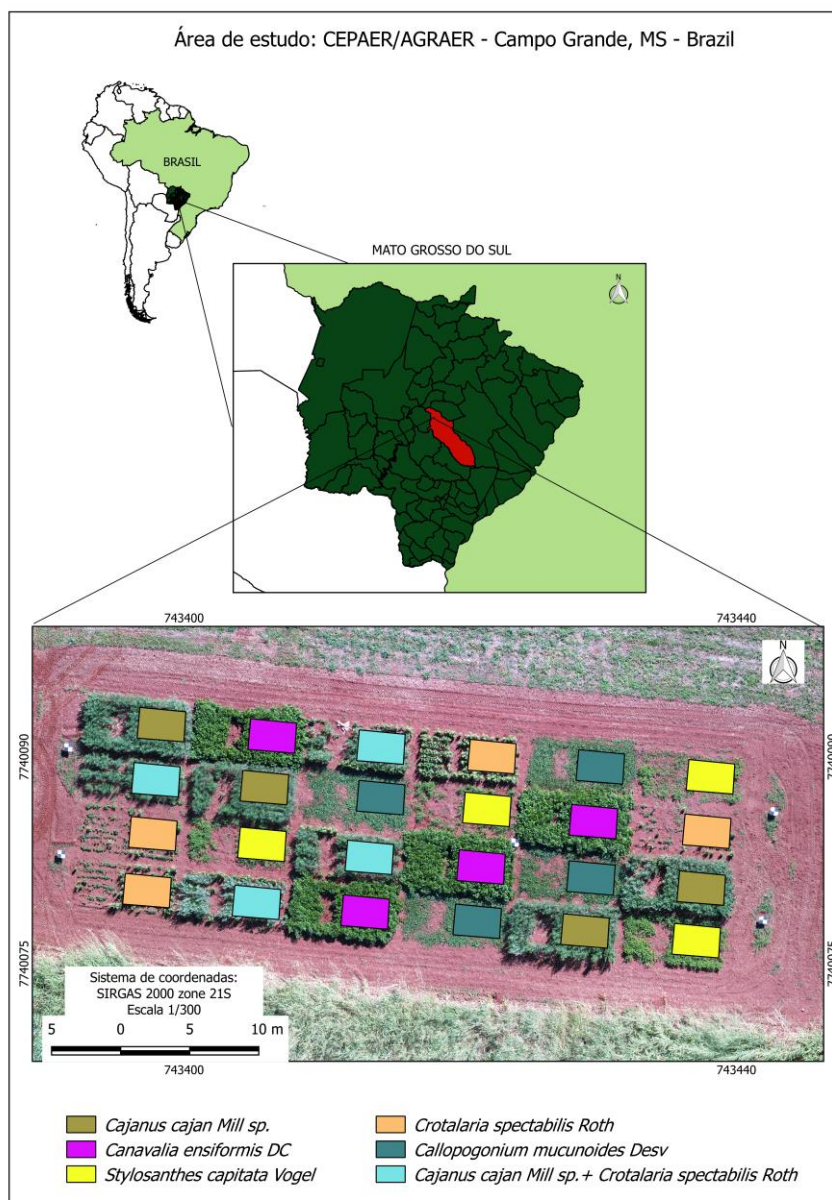 Área de estudo: CEPAER/AGRAER - Campo Grande, MS - Brazil
BRASIL
MATO GROSSO DO SUL
N
743400
743440
N
7740090
7740090
7740075
7740075
Sistema de coordenadas:
SIRGAS 2000 zone 21S
Escala 1/300
5 0 5 10 m
743400
743440
Cajanus cajan Mill sp.
Crotalaria spectabilis Roth
Canavalia ensiformis DC
Callopogonium mucunoides Desv
Stylosanthes capitata Vogel
Cajanus cajan Mill sp.+ Crotalaria spectabilis Roth